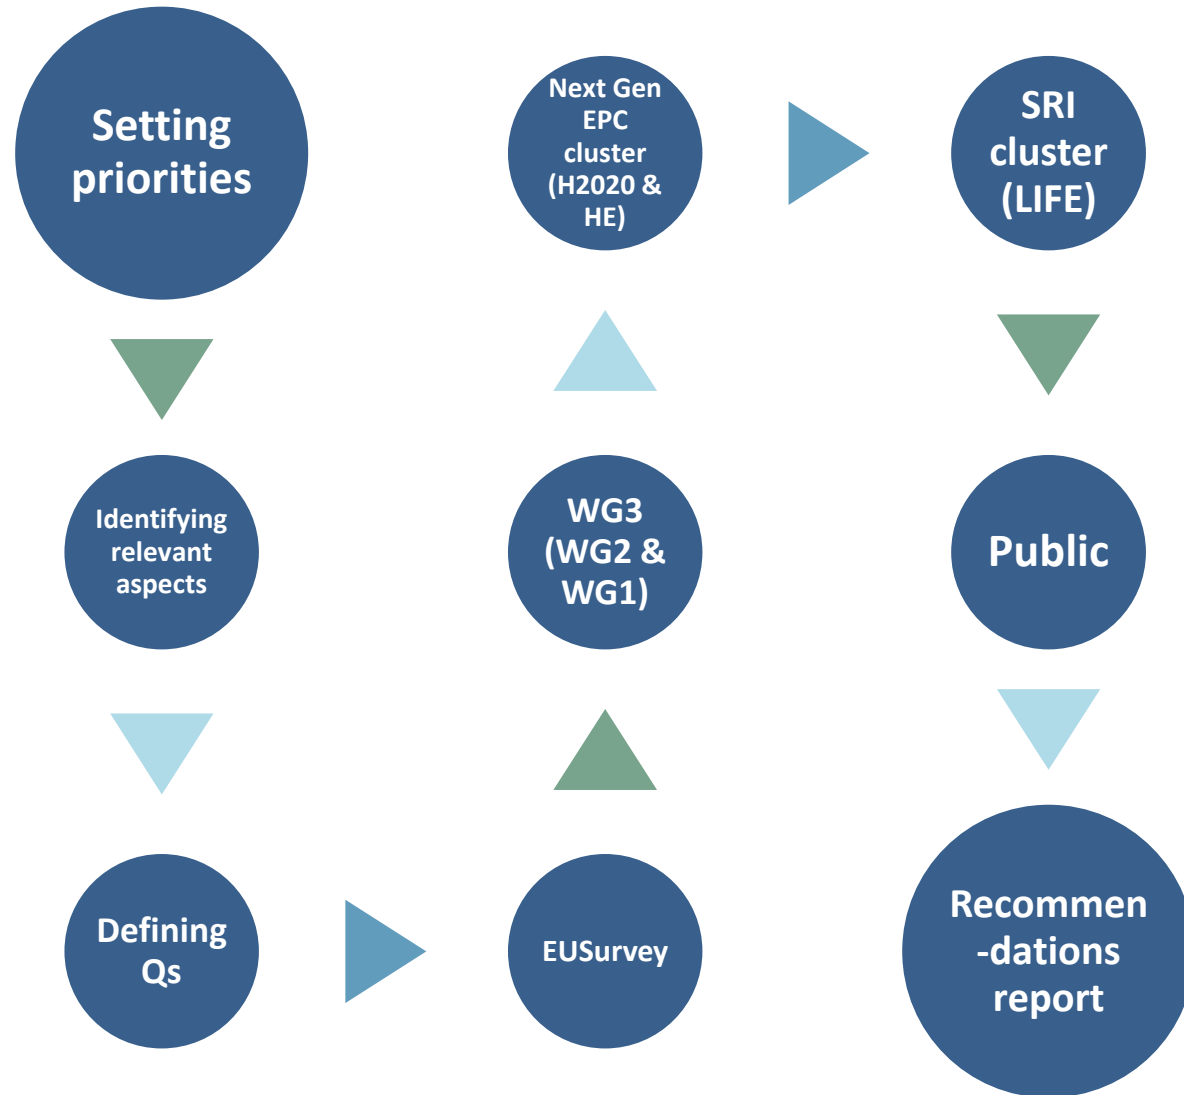 Setting
priorities
Identifying
relevant
aspects
Defining
Qs
EUSurvey
WG3
(WG2 &
WG1)
Next Gen
EPC
cluster
(H2020 &
HE)
SRI
cluster
(LIFE)
Public
Recommen
-dations
report